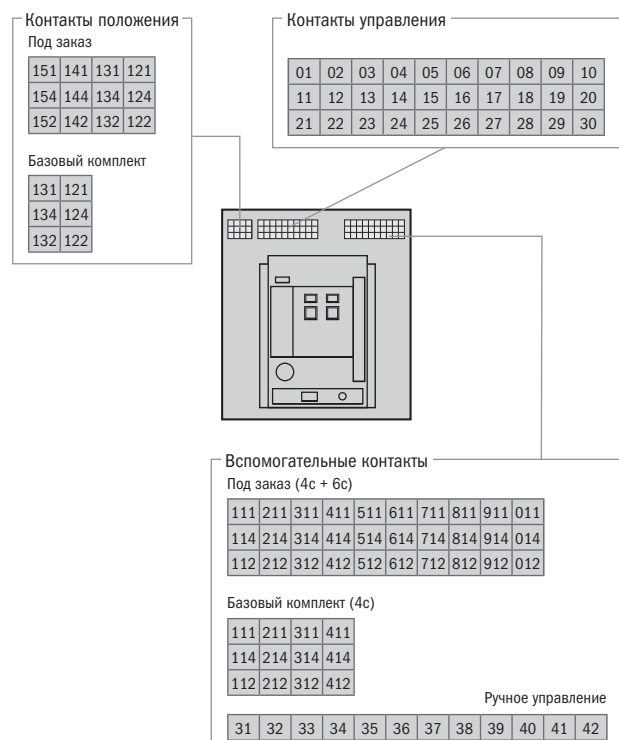 Контакты положения
Под заказ
151 141 131 121
154 144 134 124
152 142 132 122
Базовый комплект
131 121
134 124
132 122
Контакты управления
01 02 03 04 05 06 07 08 09 10
11 12 13 14 15 16 17 18 19 20
21 22 23 24 25 26 27 28 29 30
Вспомогательные контакты
Под заказ (4c + 6c)
111 211 311 411 511 611 711 811 911 011
114 214 314 414 514 614 714 814 914 014
112 212 312 412 512 612 712 812 912 012
Базовый комплект (4c)
111 211 311 411
114 214 314 414
112 212 312 412
Ручное управление
31 32 33 34 35 36 37 38 39 40 41 42